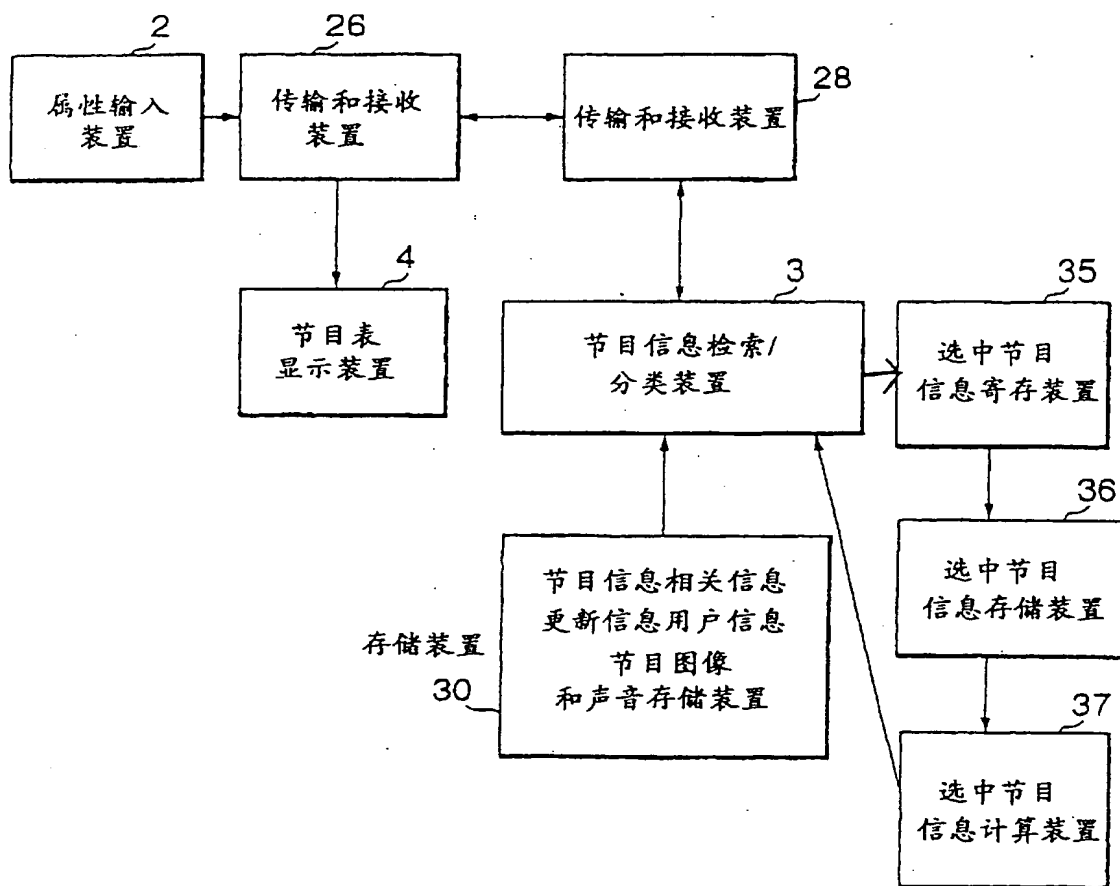 2
属性输入
装置
26
传输和接收
装置
28
传输和接收装置
4
节目表
显示装置
3
节目信息检索/
分类装置
35
选中节目
信息寄存装置
36
选中节目
信息存储装置
存储装置
30
节目信息相关信息
更新信息用户信息
节目图像
和声音存储装置
37
选中节目
信息计算装置